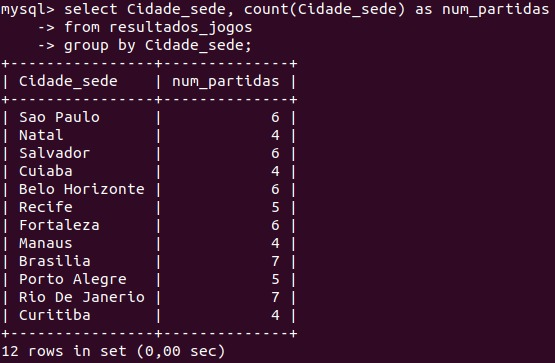 mysql> select Cidade_sede, count(Cidade_sede) as num_partidas
    -> from resultados_jogos
    -> group by Cidade_sede;
+----------------+--------------+
| Cidade_sede    | num_partidas |
+----------------+--------------+
| Sao Paulo      |            6 |
| Natal          |            4 |
| Salvador       |            6 |
| Cuiaba         |            4 |
| Belo Horizonte |            6 |
| Recife         |            5 |
| Fortaleza      |            6 |
| Manaus         |            4 |
| Brasilia       |            7 |
| Porto Alegre   |            5 |
| Rio De Janerio |            7 |
| Curitiba       |            4 |
+----------------+--------------+
12 rows in set (0,00 sec)